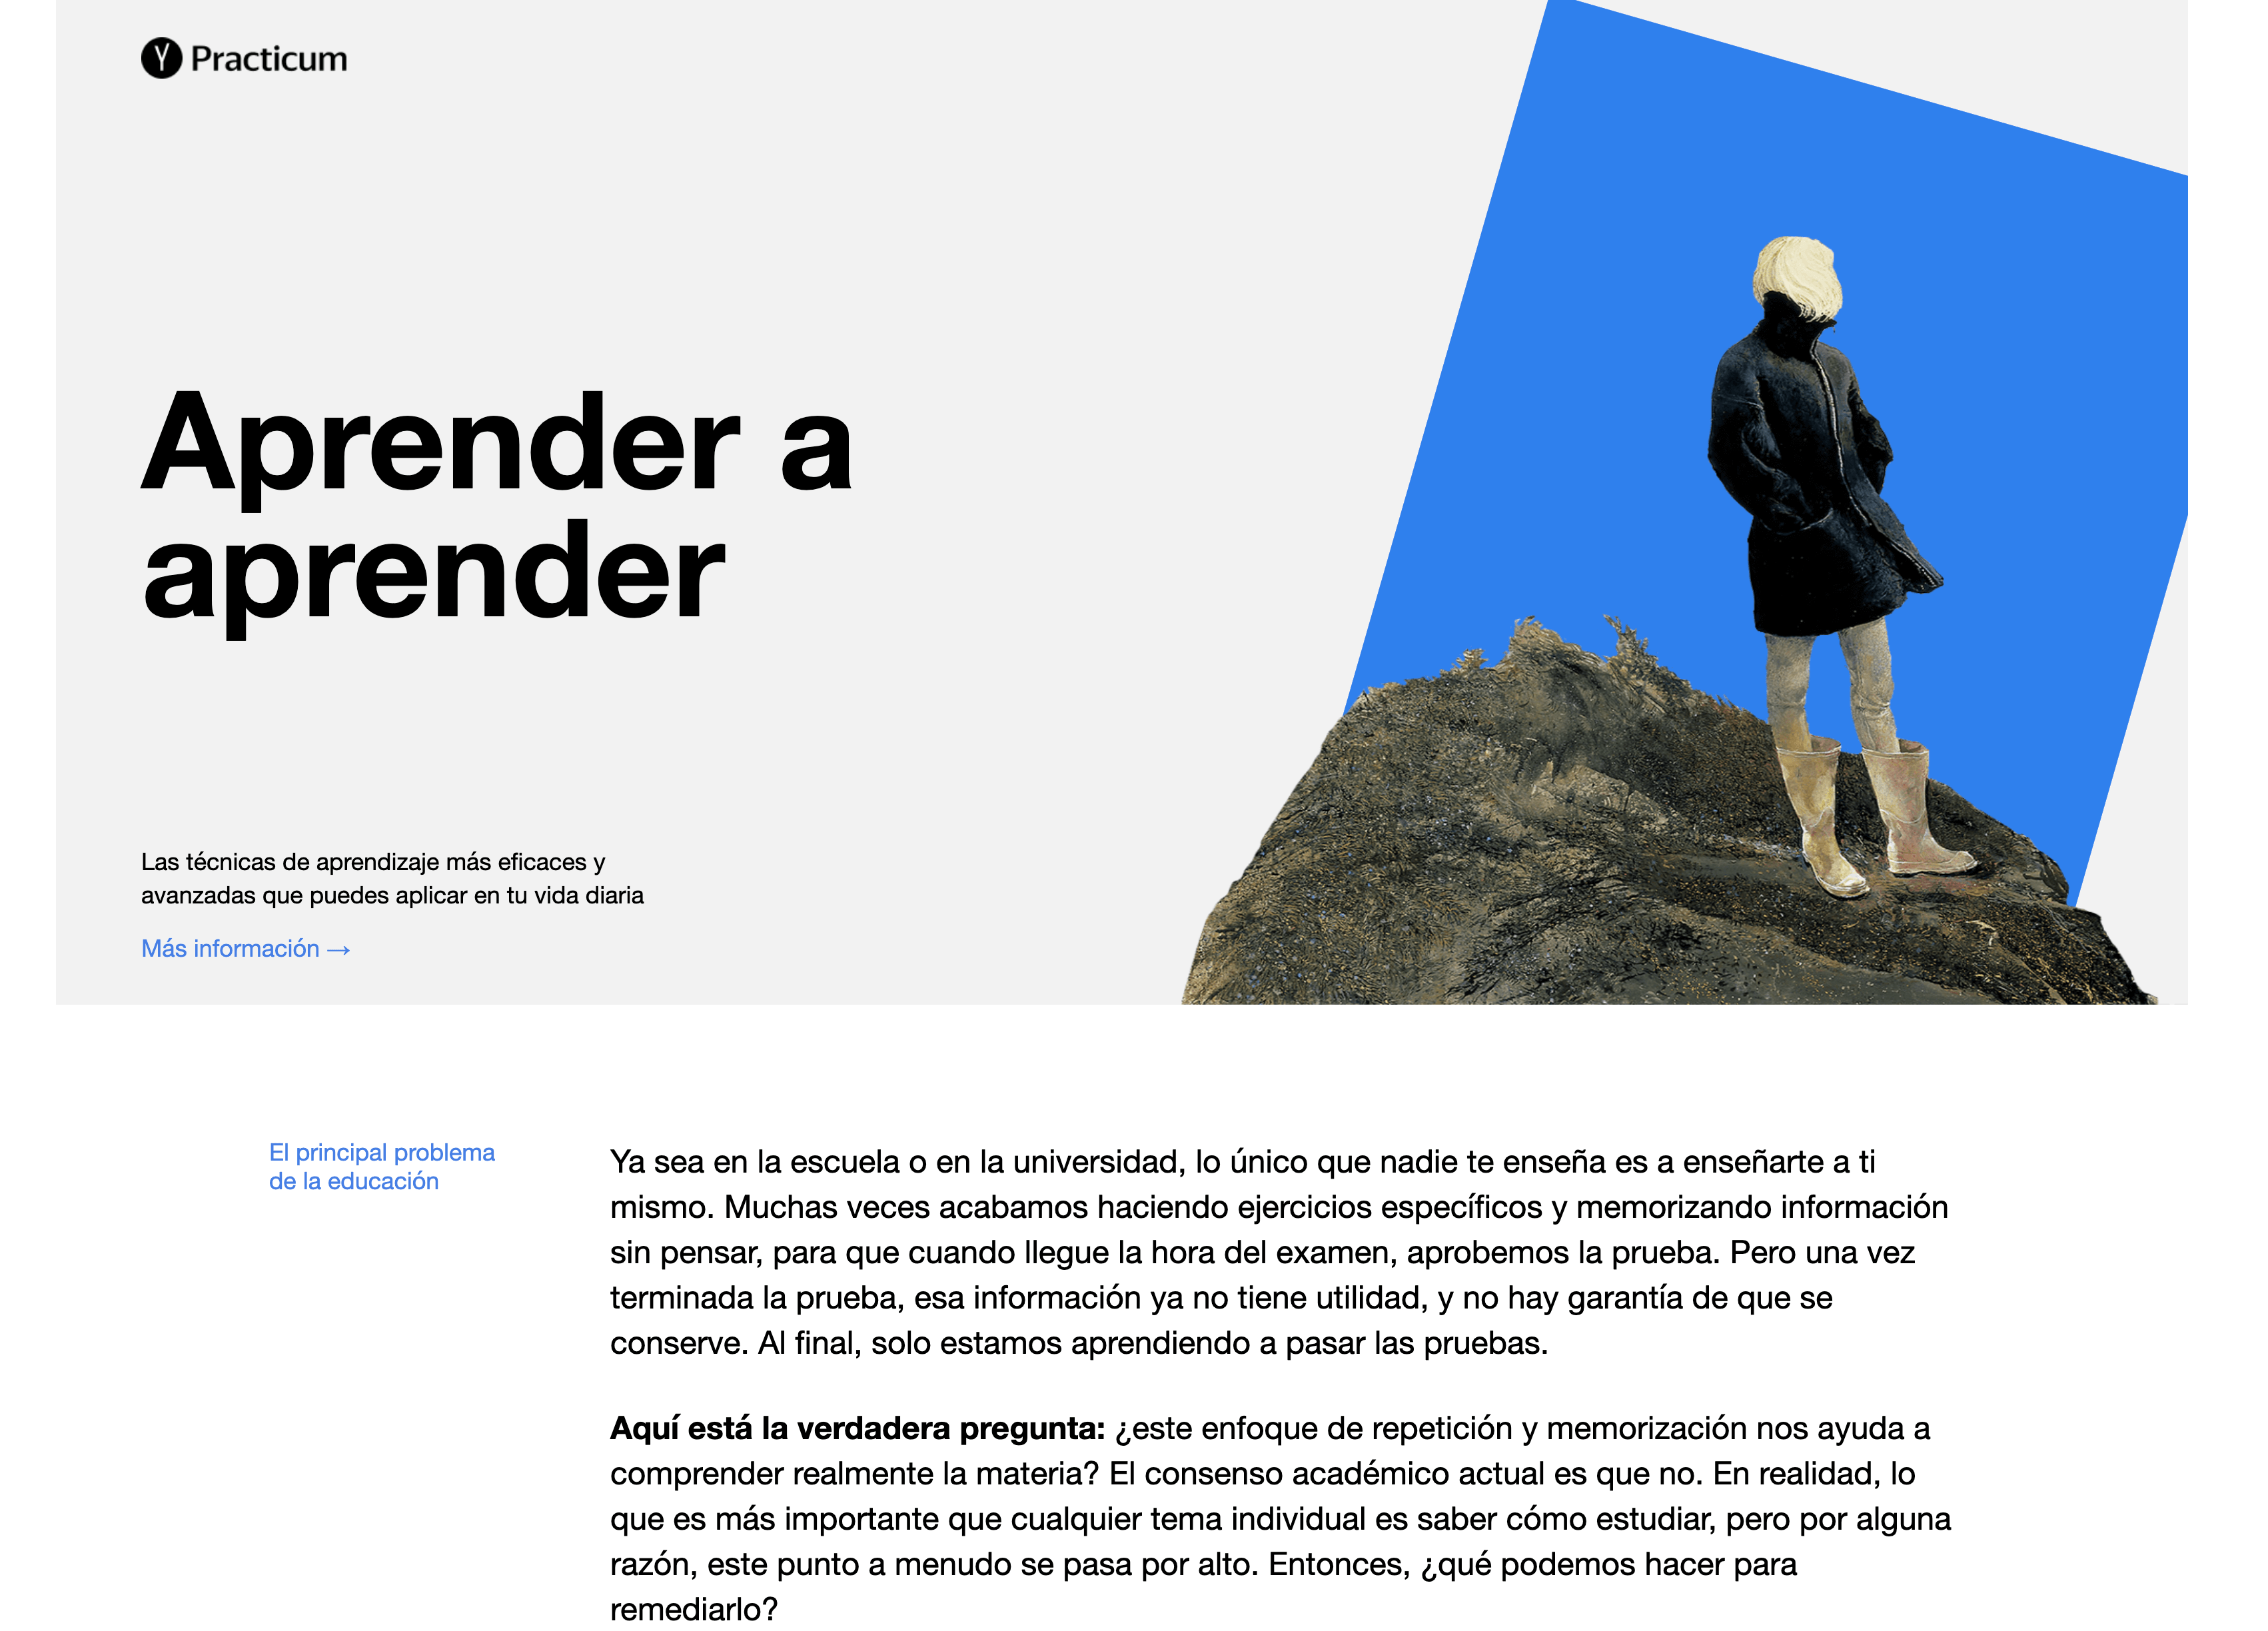 Practicum
Aprender a
aprender
Las técnicas de aprendizaje más eficaces y
avanzadas que puedes aplicar en tu vida diaria
Más información →
El principal problema
de la educación
Ya sea en la escuela o en la universidad, lo único que nadie te enseña es a enseñarte a ti
mismo. Muchas veces acabamos haciendo ejercicios específicos y memorizando información
sin pensar, para que cuando llegue la hora del examen, aprobemos la prueba. Pero una vez
terminada la prueba, esa información ya no tiene utilidad, y no hay garantía de que se
conserve. Al final, solo estamos aprendiendo a pasar las pruebas.
Aquí está la verdadera pregunta: ¿este enfoque de repetición y memorización nos ayuda a
comprender realmente la materia? El consenso académico actual es que no. En realidad, lo
que es más importante que cualquier tema individual es saber cómo estudiar, pero por alguna
razón, este punto a menudo se pasa por alto. Entonces, ¿qué podemos hacer para
remediarlo?